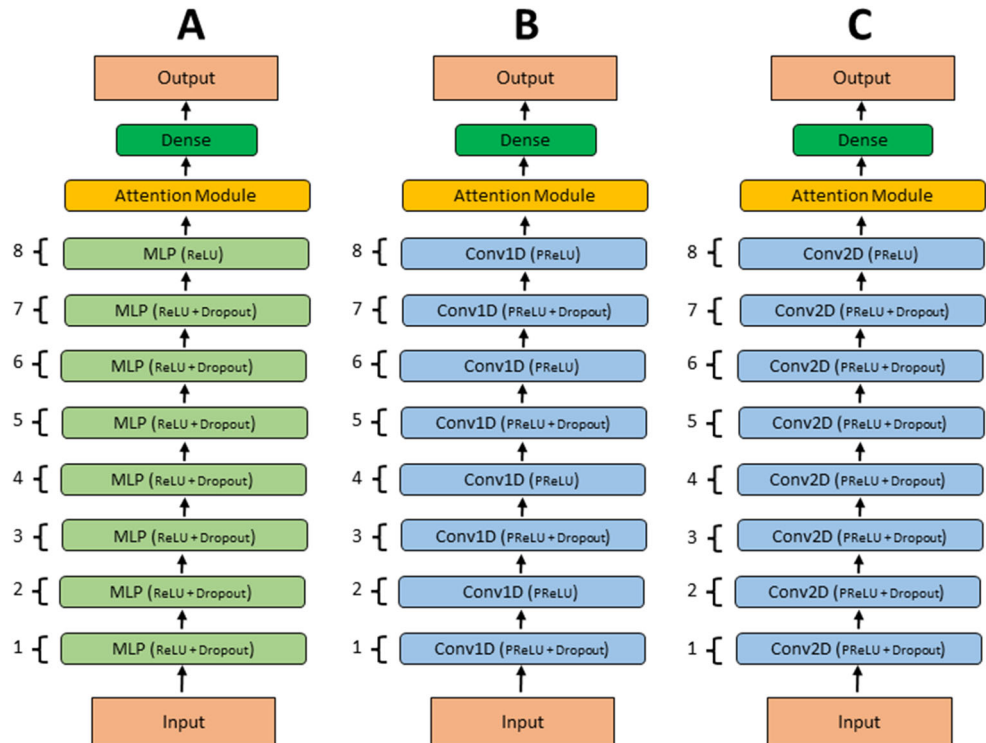 A
Output
Dense
Attention Module
8 { MLP (ReLU)
7 { MLP (ReLU + Dropout)
6 { MLP (ReLU + Dropout)
5 { MLP (ReLU + Dropout)
4 { MLP (ReLU + Dropout)
3 { MLP (ReLU + Dropout)
2 { MLP (ReLU + Dropout)
1 { MLP (ReLU + Dropout)
Input
B
Output
Dense
Attention Module
8 { Conv1D (PReLU)
7 { Conv1D (PReLU + Dropout)
6 { Conv1D (PReLU)
5 { Conv1D (PReLU + Dropout)
4 { Conv1D (PReLU)
3 { Conv1D (PReLU + Dropout)
2 { Conv1D (PReLU)
1 { Conv1D (PReLU + Dropout)
Input
C
Output
Dense
Attention Module
8 { Conv2D (PReLU)
7 { Conv2D (PReLU + Dropout)
6 { Conv2D (PReLU + Dropout)
5 { Conv2D (PReLU + Dropout)
4 { Conv2D (PReLU + Dropout)
3 { Conv2D (PReLU + Dropout)
2 { Conv2D (PReLU + Dropout)
1 { Conv2D (PReLU + Dropout)
Input